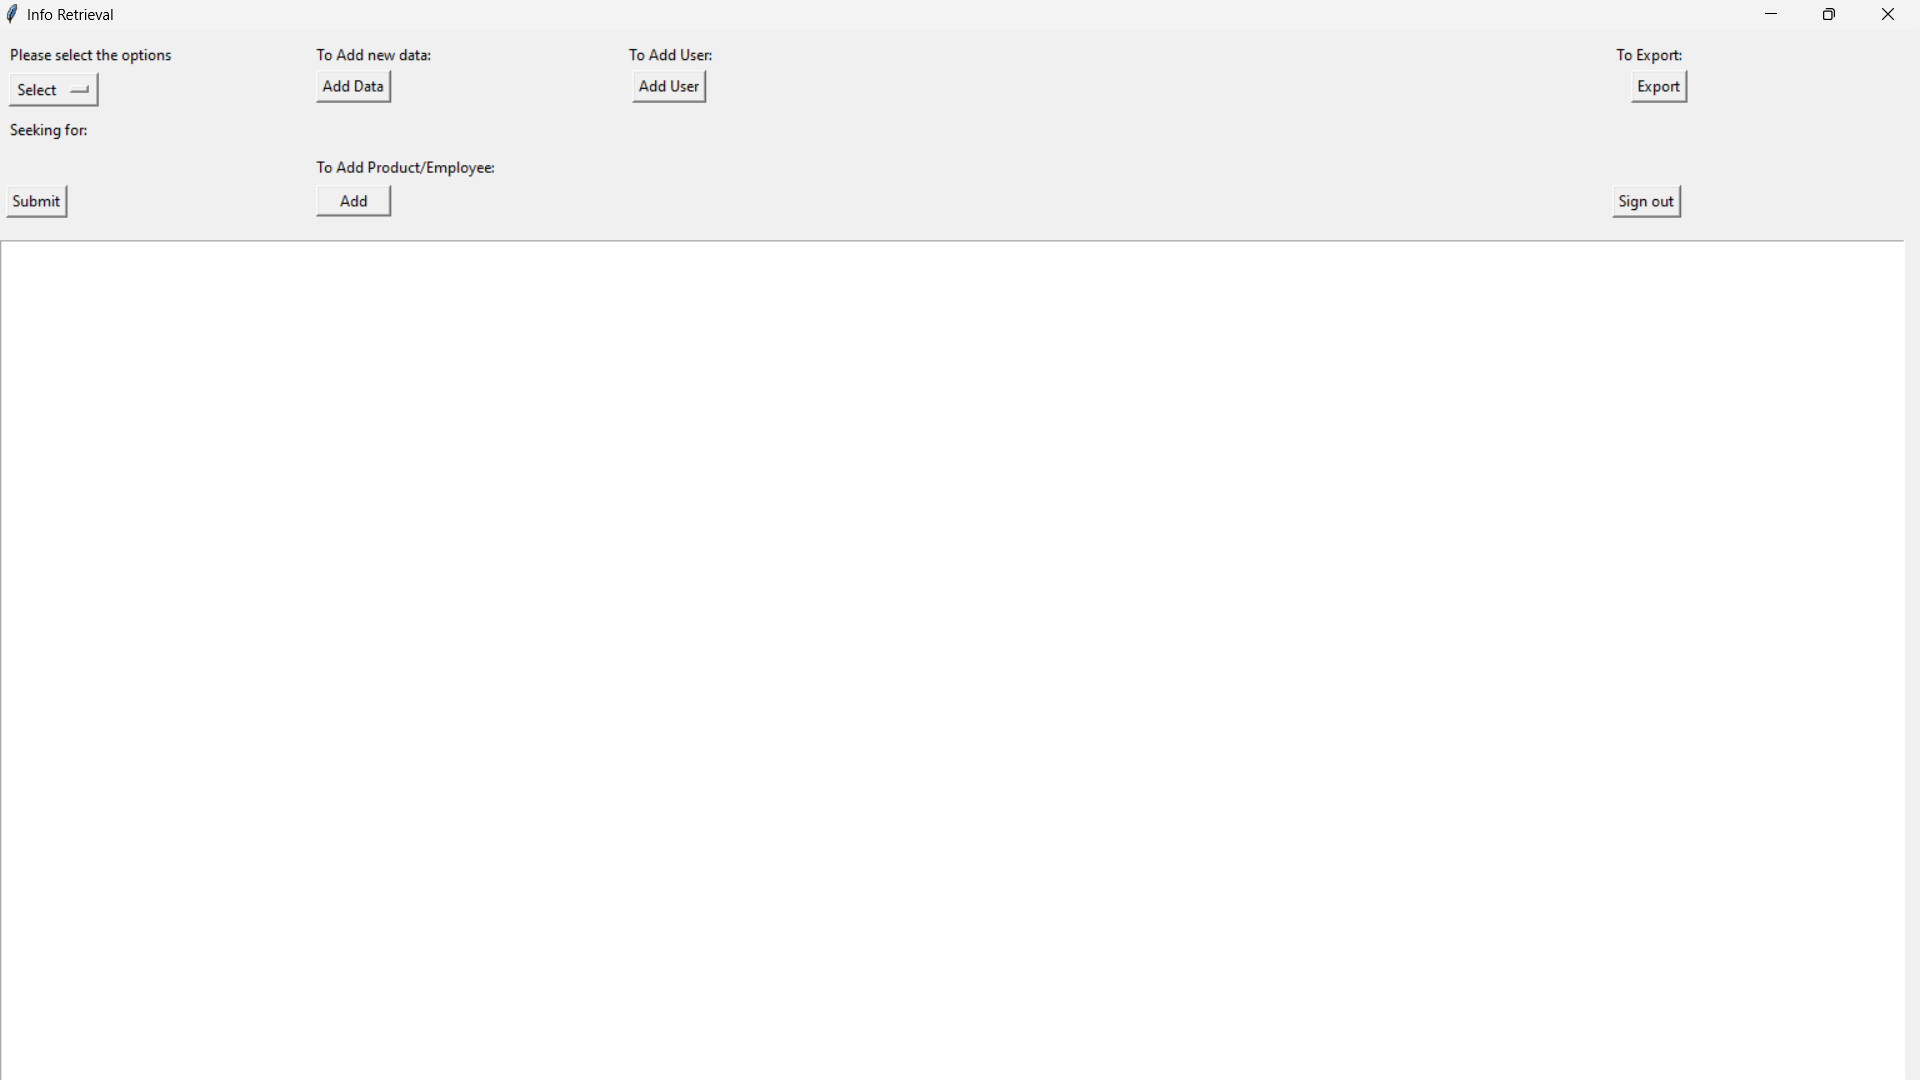 Info Retrieval
Please select the options
To Add new data:
To Add User:
To Export:
Select
Add Data
Add User
Export
Seeking for:
To Add Product/Employee:
Submit
Add
Sign out